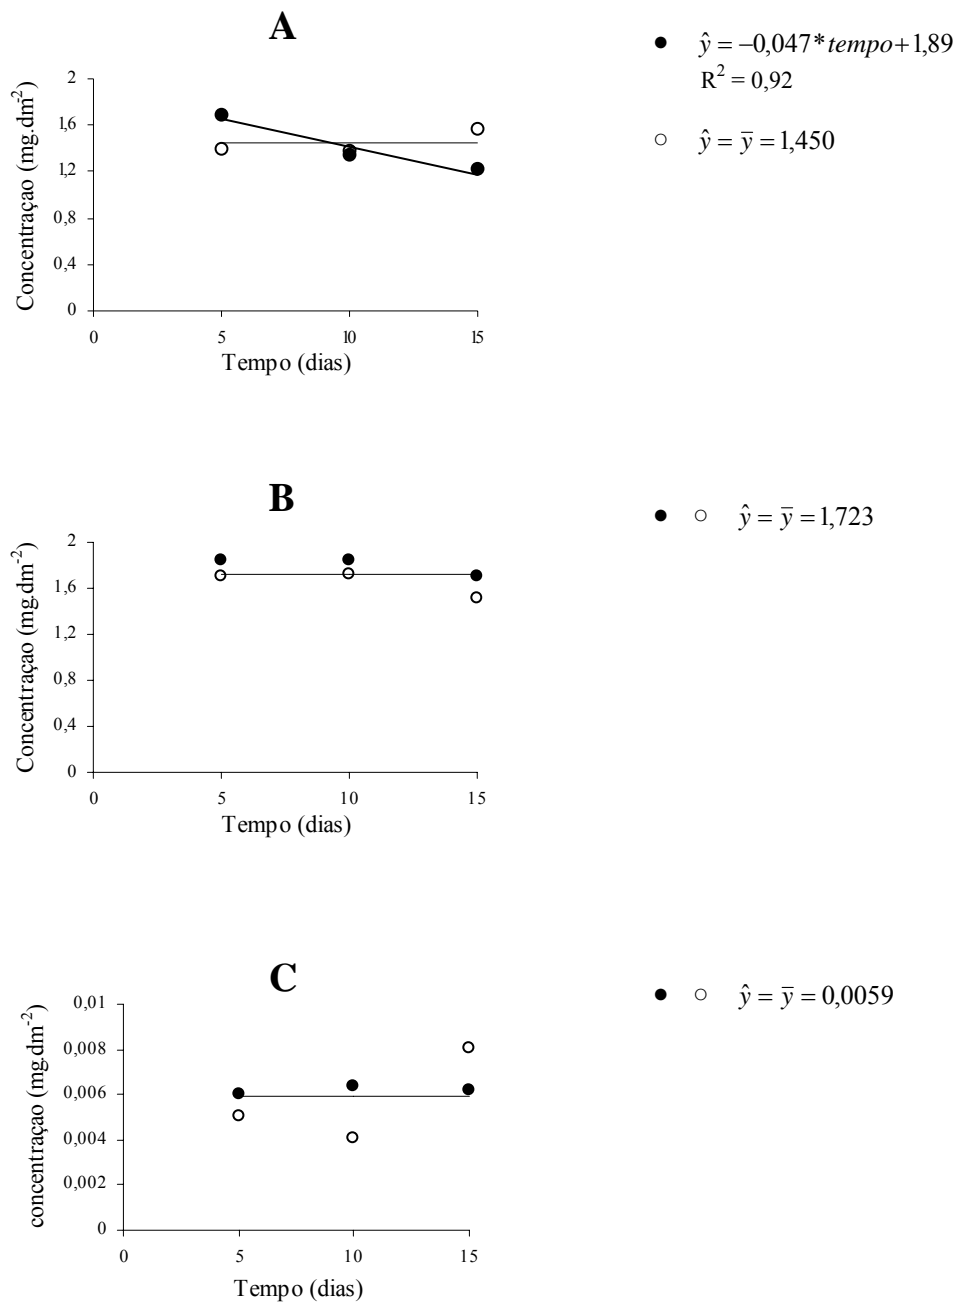 A
ŷ = −0,047*tempo+1,89
R² = 0,92
ŷ = y̅ = 1,450
Concentraçao (mg.dm⁻²)
2
1,6
1,2
0,8
0,4
0
0 5 10 15
Tempo (dias)
B
ŷ = y̅ = 1,723
Concentraçao (mg.dm⁻²)
2
1,6
1,2
0,8
0,4
0
0 5 10 15
Tempo (dias)
C
ŷ = y̅ = 0,0059
concentraçao (mg.dm⁻²)
0,01
0,008
0,006
0,004
0,002
0
0 5 10 15
Tempo (dias)